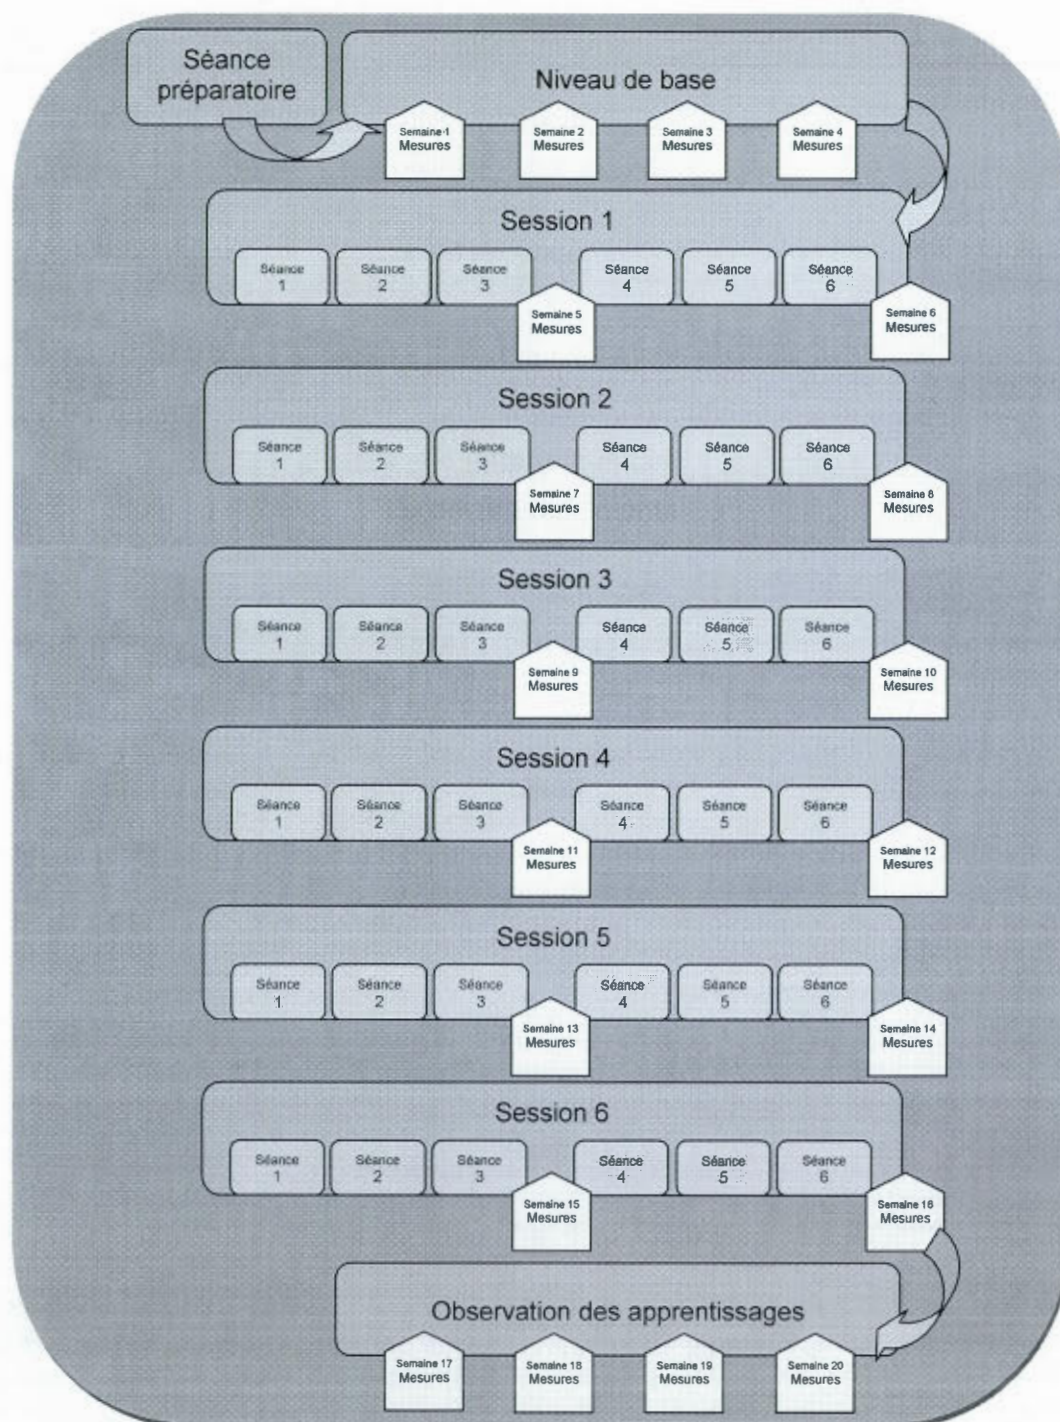 Séance
préparatoire
Niveau de base
Semaine 1
Mesures
Semaine 2
Mesures
Semaine 3
Mesures
Semaine 4
Mesures
Session 1
Séance
1
Séance
2
Séance
3
Séance
4
Séance
5
Séance
6
Semaine 5
Mesures
Semaine 6
Mesures
Session 2
Séance
1
Séance
2
Séance
3
Séance
4
Séance
5
Séance
6
Semaine 7
Mesures
Semaine 8
Mesures
Session 3
Séance
1
Séance
2
Séance
3
Séance
4
Séance
5
Séance
6
Semaine 9
Mesures
Semaine 10
Mesures
Session 4
Séance
1
Séance
2
Séance
3
Séance
4
Séance
5
Séance
6
Semaine 11
Mesures
Semaine 12
Mesures
Session 5
Séance
1
Séance
2
Séance
3
Séance
4
Séance
5
Séance
6
Semaine 13
Mesures
Semaine 14
Mesures
Session 6
Séance
1
Séance
2
Séance
3
Séance
4
Séance
5
Séance
6
Semaine 15
Mesures
Semaine 16
Mesures
Observation des apprentissages
Semaine 17
Mesures
Semaine 18
Mesures
Semaine 19
Mesures
Semaine 20
Mesures